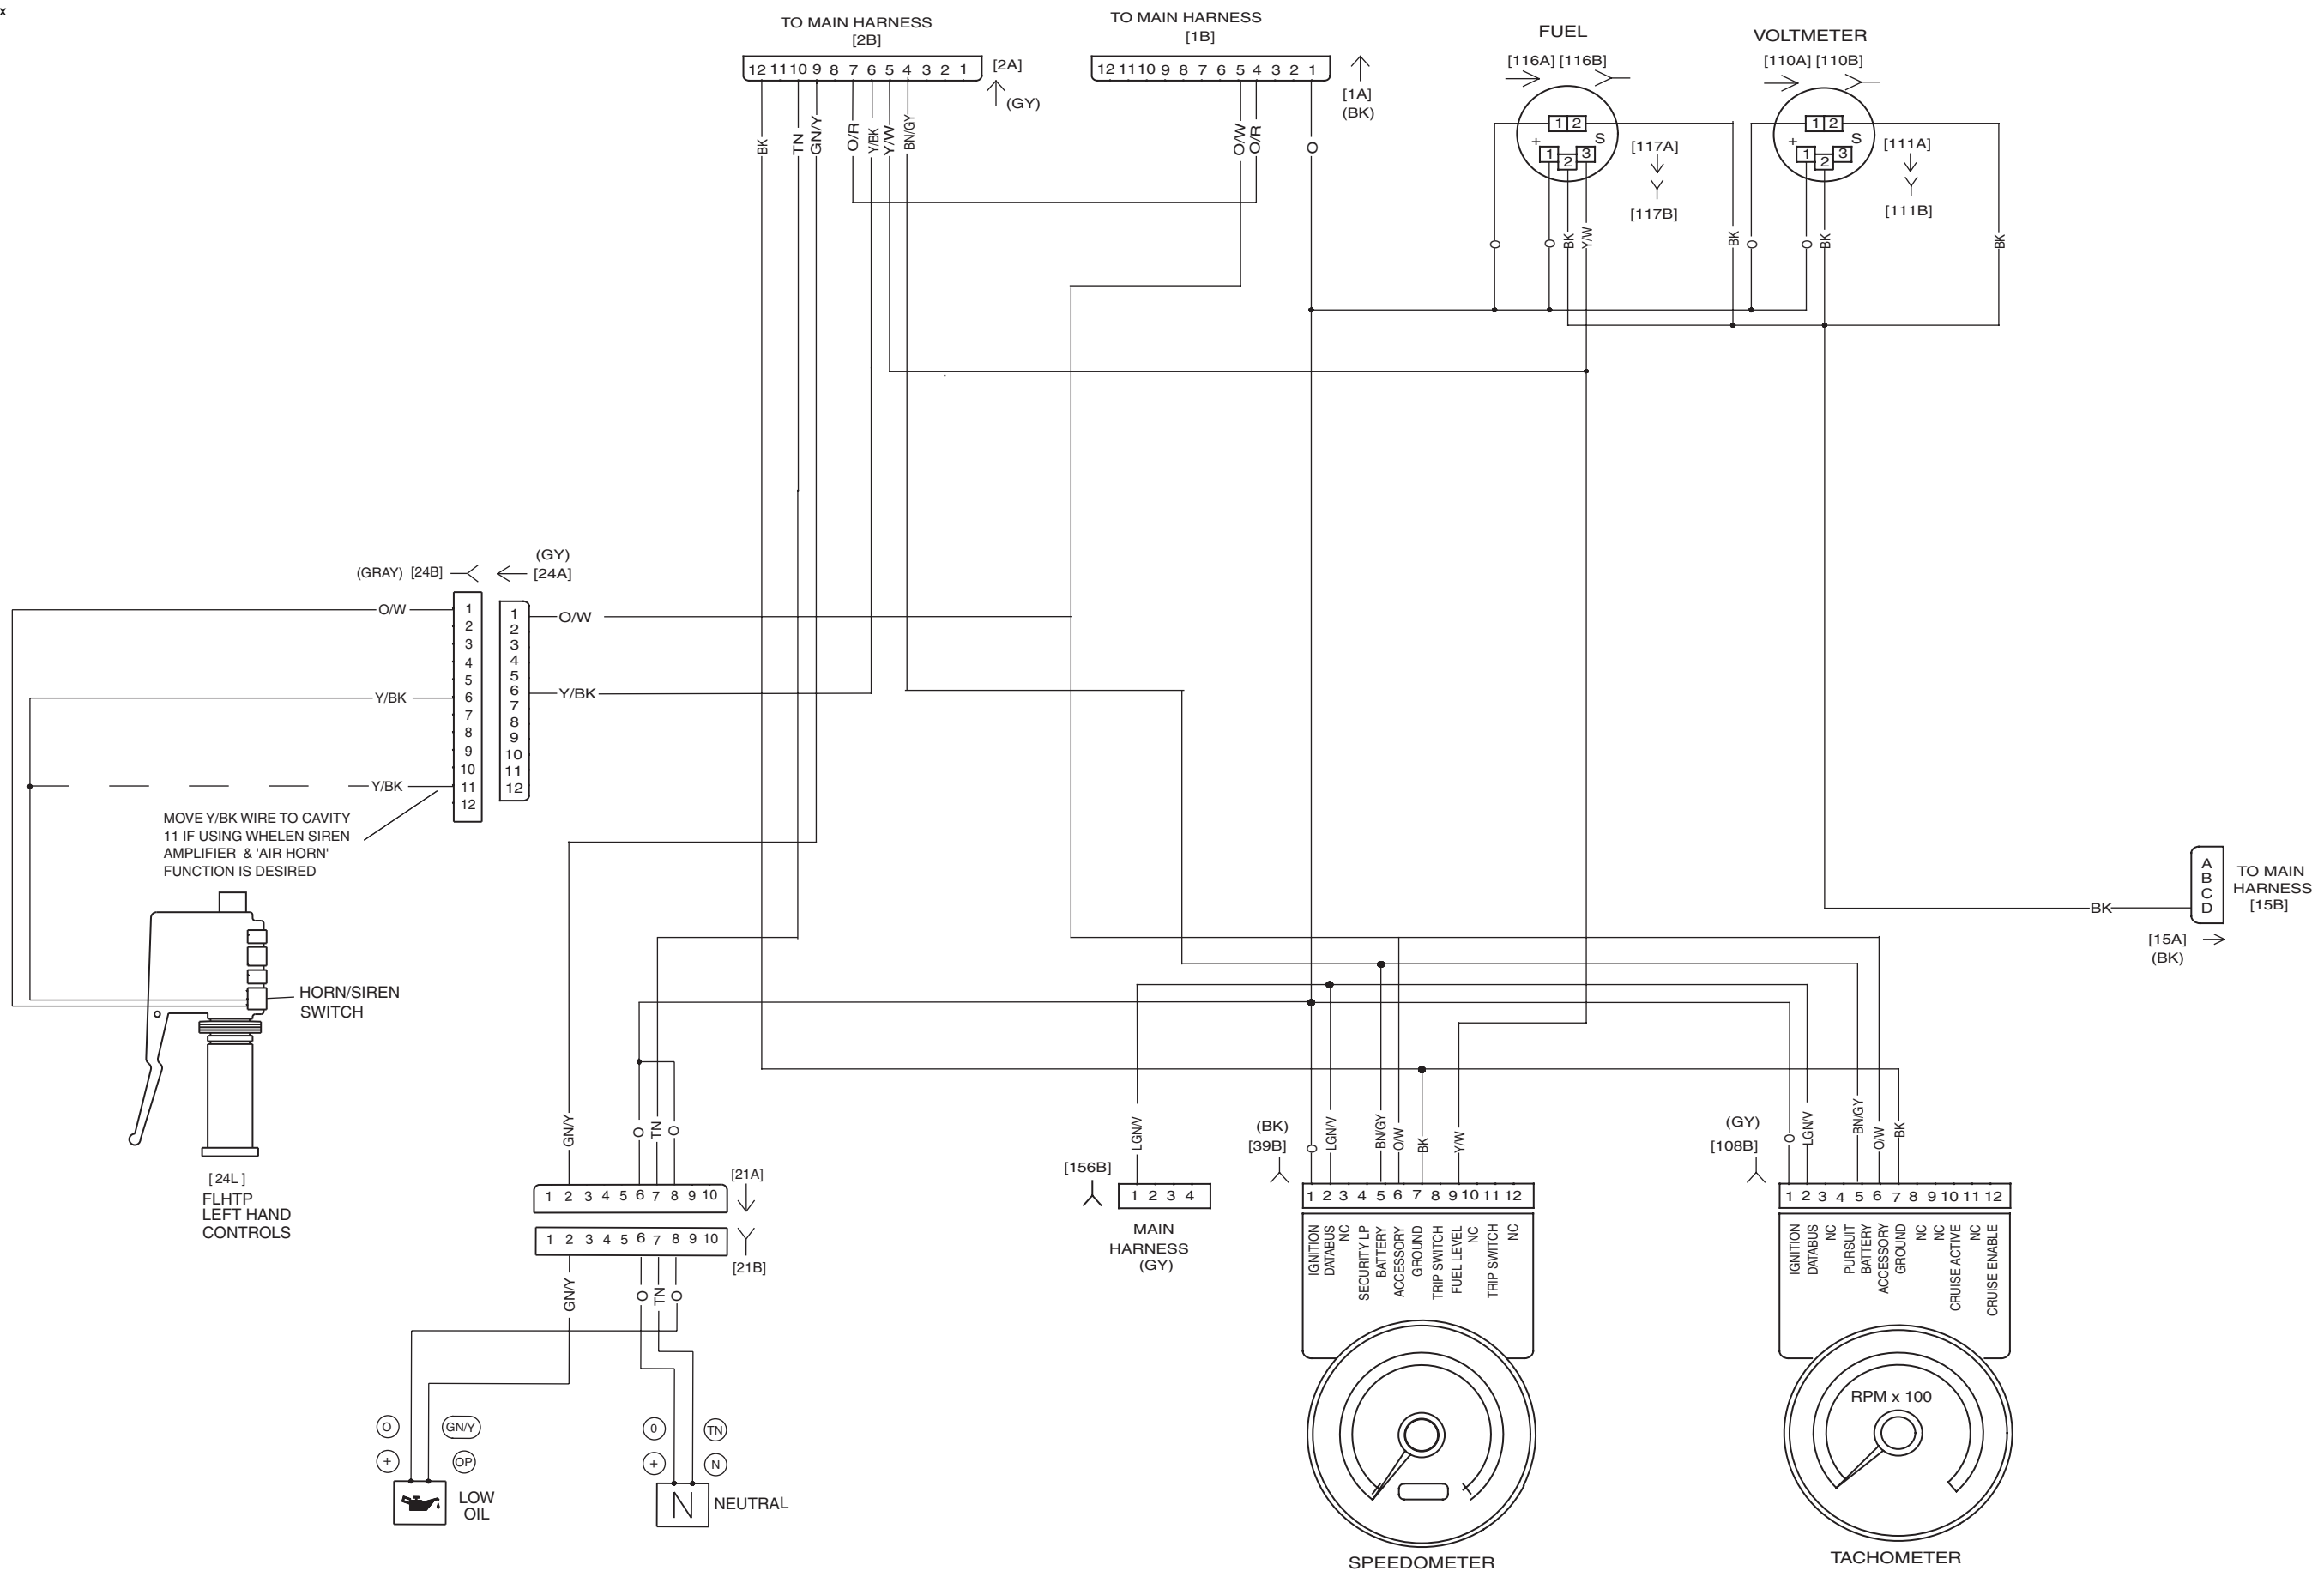 x
TO MAIN HARNESS
[2B]
12 11 10 9 8 7 6 5 4 3 2 1
[2A]
(GY)
BK
TN
GN/Y
O/R
Y/BK
Y/W
BN/GY
TO MAIN HARNESS
[1B]
12 11 10 9 8 7 6 5 4 3 2 1
[1A]
(BK)
O/W
O/R
O
FUEL
[116A] [116B]
1 2
+ S
1 2 3
[117A]
[117B]
O
O
BK
Y/W
BK
VOLTMETER
[110A] [110B]
1 2
+ S
1 2 3
[111A]
[111B]
O
O
BK
BK
(GRAY) [24B]
(GY)
[24A]
O/W
Y/BK
Y/BK
1
2
3
4
5
6
7
8
9
10
11
12
1
2
3
4
5
6
7
8
9
10
11
12
O/W
Y/BK
MOVE Y/BK WIRE TO CAVITY
11 IF USING WHELEN SIREN
AMPLIFIER & 'AIR HORN'
FUNCTION IS DESIRED
HORN/SIREN
SWITCH
[ 24L ]
FLHTP
LEFT HAND
CONTROLS
A
B
C
D
TO MAIN
HARNESS
[15B]
BK
[15A]
(BK)
GN/Y
O
TN
O
[21A]
1 2 3 4 5 6 7 8 9 10
1 2 3 4 5 6 7 8 9 10
[21B]
GN/Y
O
TN
O
O
GN/Y
+
OP
LOW
OIL
0
TN
+
N
N
NEUTRAL
LGN/V
[156B]
1 2 3 4
MAIN
HARNESS
(GY)
(BK)
[39B]
O
LGN/V
BN/GY
O/W
BK
Y/W
1 2 3 4 5 6 7 8 9 10 11 12
IGNITION
DATABUS
NC
SECURITY LP
BATTERY
ACCESSORY
GROUND
TRIP SWITCH
FUEL LEVEL
NC
TRIP SWITCH
NC
SPEEDOMETER
(GY)
[108B]
O
LGN/V
BN/GY
O/W
BK
1 2 3 4 5 6 7 8 9 10 11 12
IGNITION
DATABUS
NC
PURSUIT
BATTERY
ACCESSORY
GROUND
NC
NC
CRUISE ACTIVE
NC
CRUISE ENABLE
RPM x 100
TACHOMETER